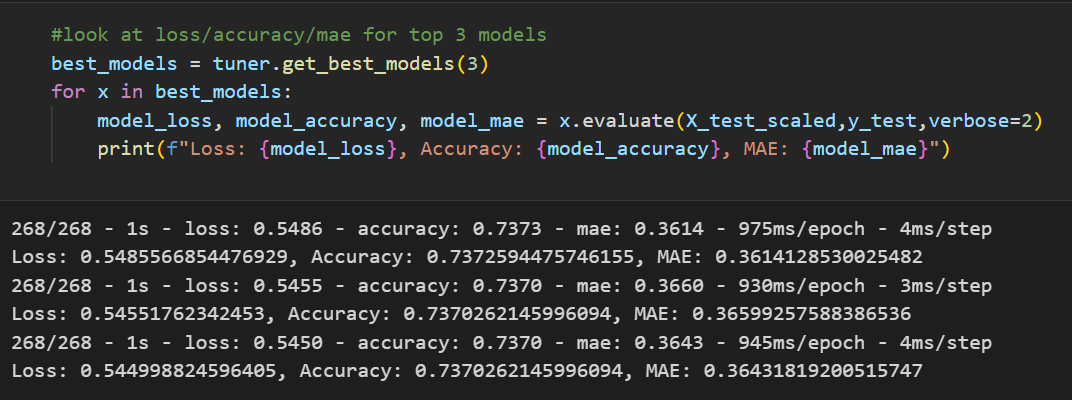 #look at loss/accuracy/mae for top 3 models
best_models = tuner.get_best_models(3)
for x in best_models:
    model_loss, model_accuracy, model_mae = x.evaluate(X_test_scaled,y_test,verbose=2)
    print(f"Loss: {model_loss}, Accuracy: {model_accuracy}, MAE: {model_mae}")
268/268 - 1s - loss: 0.5486 - accuracy: 0.7373 - mae: 0.3614 - 975ms/epoch - 4ms/step
Loss: 0.5485566854476929, Accuracy: 0.7372594475746155, MAE: 0.3614128530025482
268/268 - 1s - loss: 0.5455 - accuracy: 0.7370 - mae: 0.3660 - 930ms/epoch - 3ms/step
Loss: 0.54551762342453, Accuracy: 0.7370262145996094, MAE: 0.36599257588386536
268/268 - 1s - loss: 0.5450 - accuracy: 0.7370 - mae: 0.3643 - 945ms/epoch - 4ms/step
Loss: 0.544998824596405, Accuracy: 0.7370262145996094, MAE: 0.36431819200515747